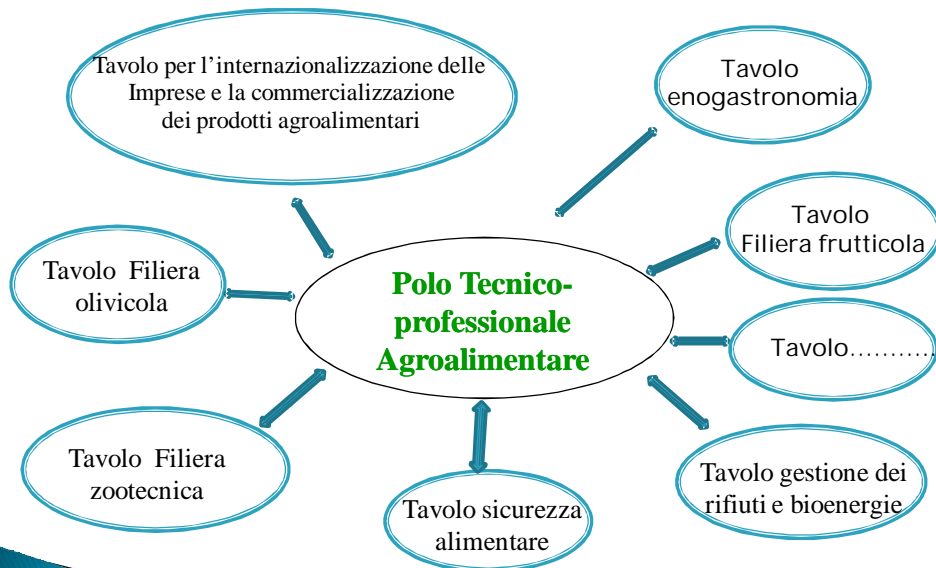 Tavolo per l’internazionalizzazione delle
Imprese e la commercializzazione
dei prodotti agroalimentari
Tavolo
enogastronomia
Tavolo
Filiera frutticola
Tavolo Filiera
olivicola
Polo Tecnico-
professionale
Agroalimentare
Tavolo...........
Tavolo Filiera
zootecnica
Tavolo sicurezza
alimentare
Tavolo gestione dei
rifiuti e bioenergie